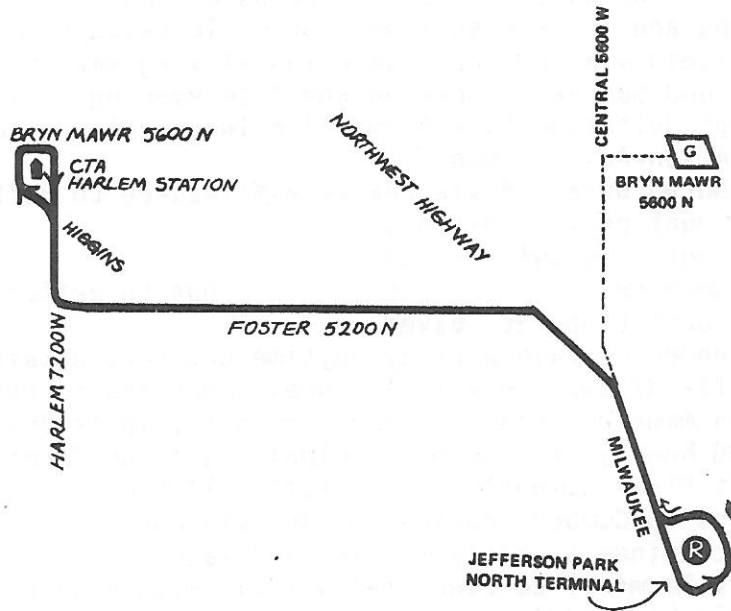 CENTRAL 5600 W
BRYN MAWR 5600 N
CTA
HARLEM STATION
NORTHWEST HIGHWAY
G
BRYN MAWR
5600 N
HIGGINS
FOSTER 5200 N
HARLEM 7200 W
MILWAUKEE
R
JEFFERSON PARK
NORTH TERMINAL